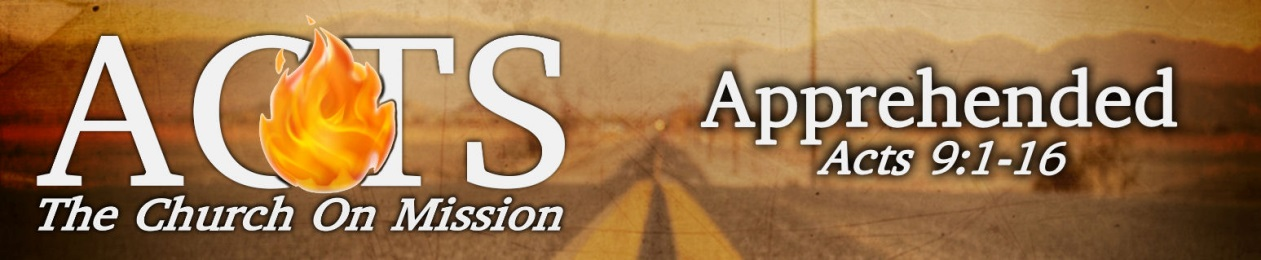 ACTS
The Church On Mission
Apprehended
Acts 9:1-16